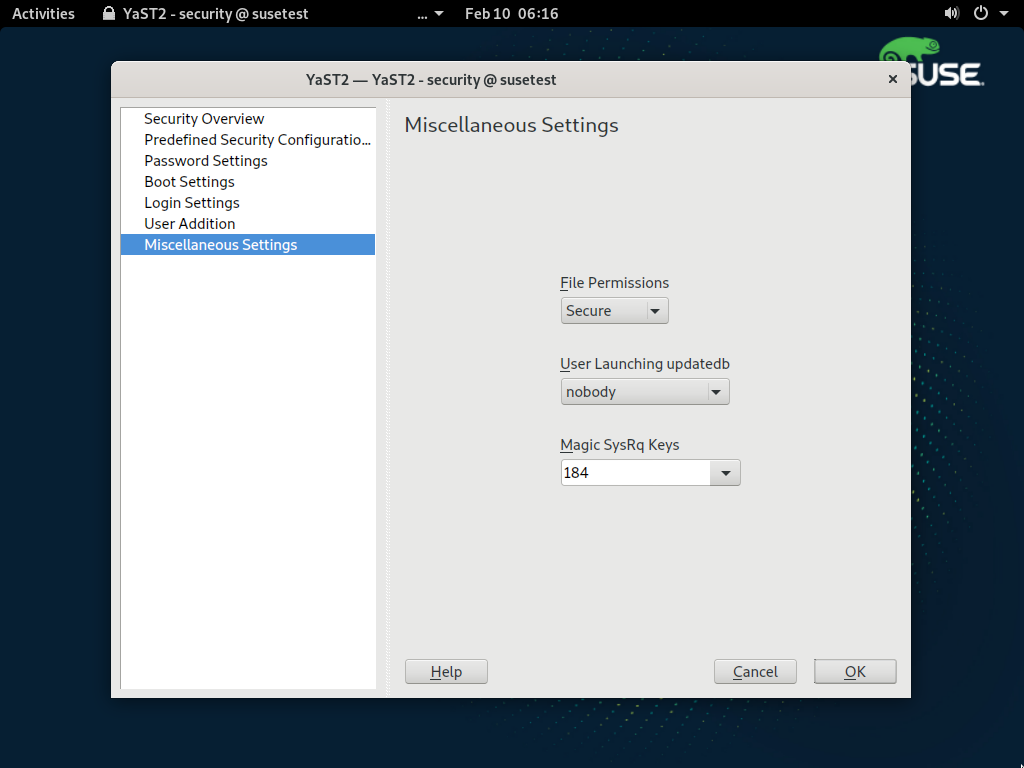 Activities
YaST2 - security @ susetest
...
Feb 10 06:16
SUSE
YaST2 — YaST2 - security @ susetest
Security Overview
Predefined Security Configuratio...
Password Settings
Boot Settings
Login Settings
User Addition
Miscellaneous Settings
Miscellaneous Settings
File Permissions
Secure
User Launching updatedb
nobody
Magic SysRq Keys
184
Help
Cancel
OK